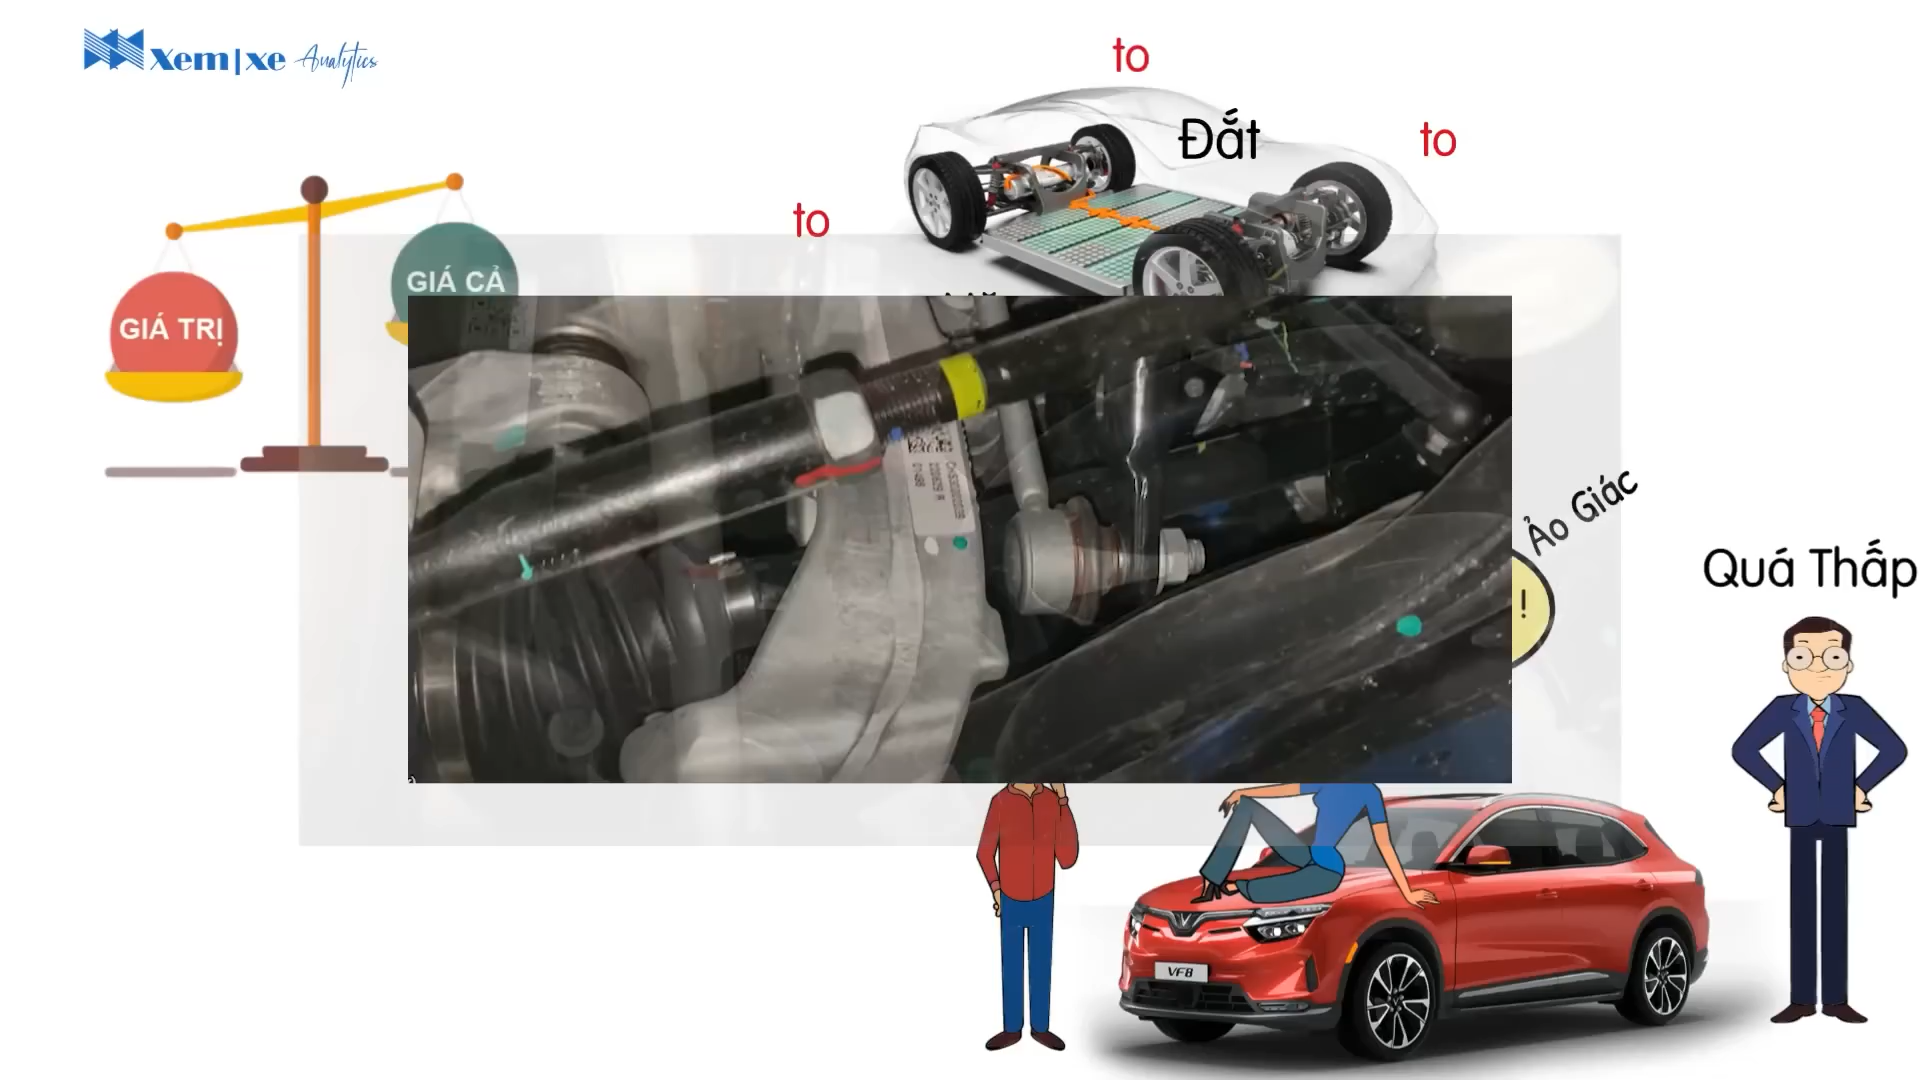 Xem|xe Analytics
to
Đắt
to
to
GIÁ CẢ
GIÁ TRỊ
Ảo Giác
!
Quá Thấp
VF8